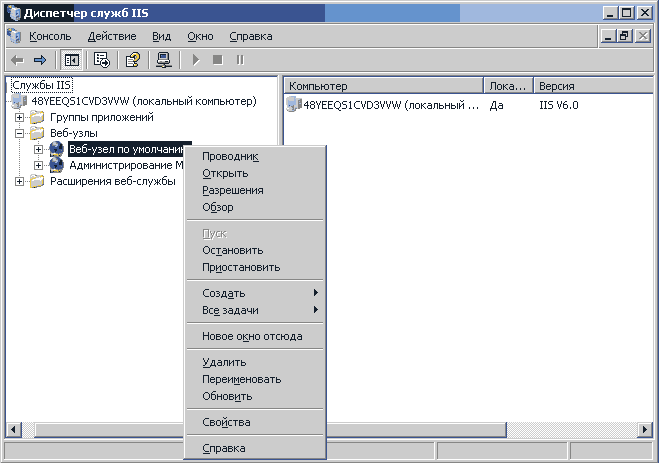 Диспетчер служб IIS
Консоль Действие Вид Окно Справка
Службы IIS
48YEEQS1CVD3VVW (локальный компьютер)
Группы приложений
Веб-узлы
Веб-узел по умолчанию
Администрирование M
Расширения веб-службы
Компьютер Лока... Версия
48YEEQS1CVD3VVW (локальный ... Да IIS V6.0
Проводник
Открыть
Разрешения
Обзор
Пуск
Остановить
Приостановить
Создать
Все задачи
Новое окно отсюда
Удалить
Переименовать
Обновить
Свойства
Справка